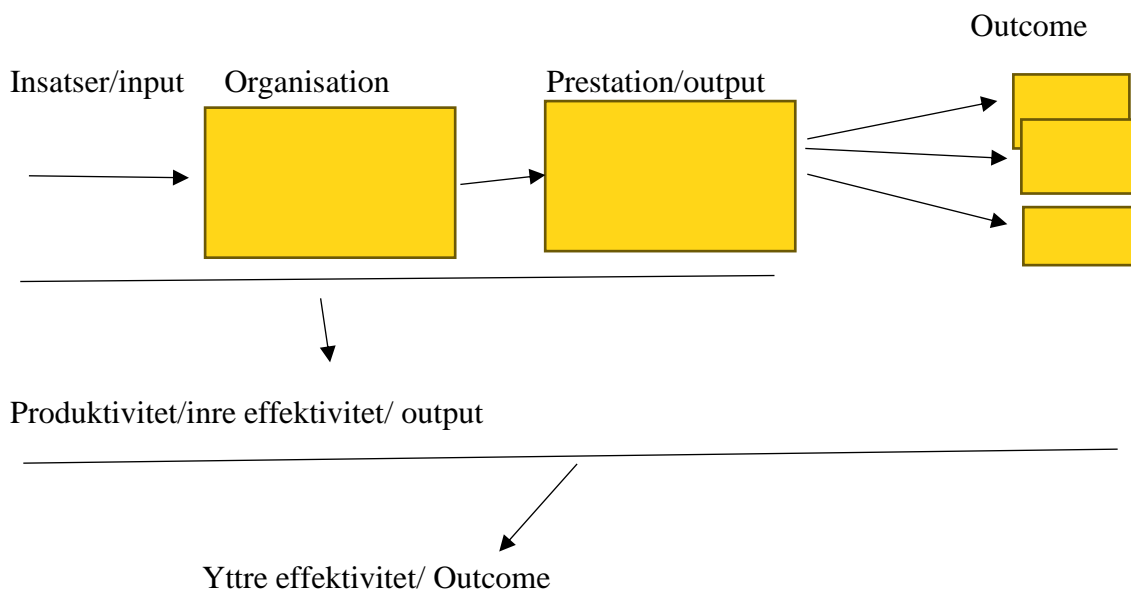 Outcome
Insatser/input Organisation Prestation/output
Produktivitet/inre effektivitet/ output
Yttre effektivitet/ Outcome